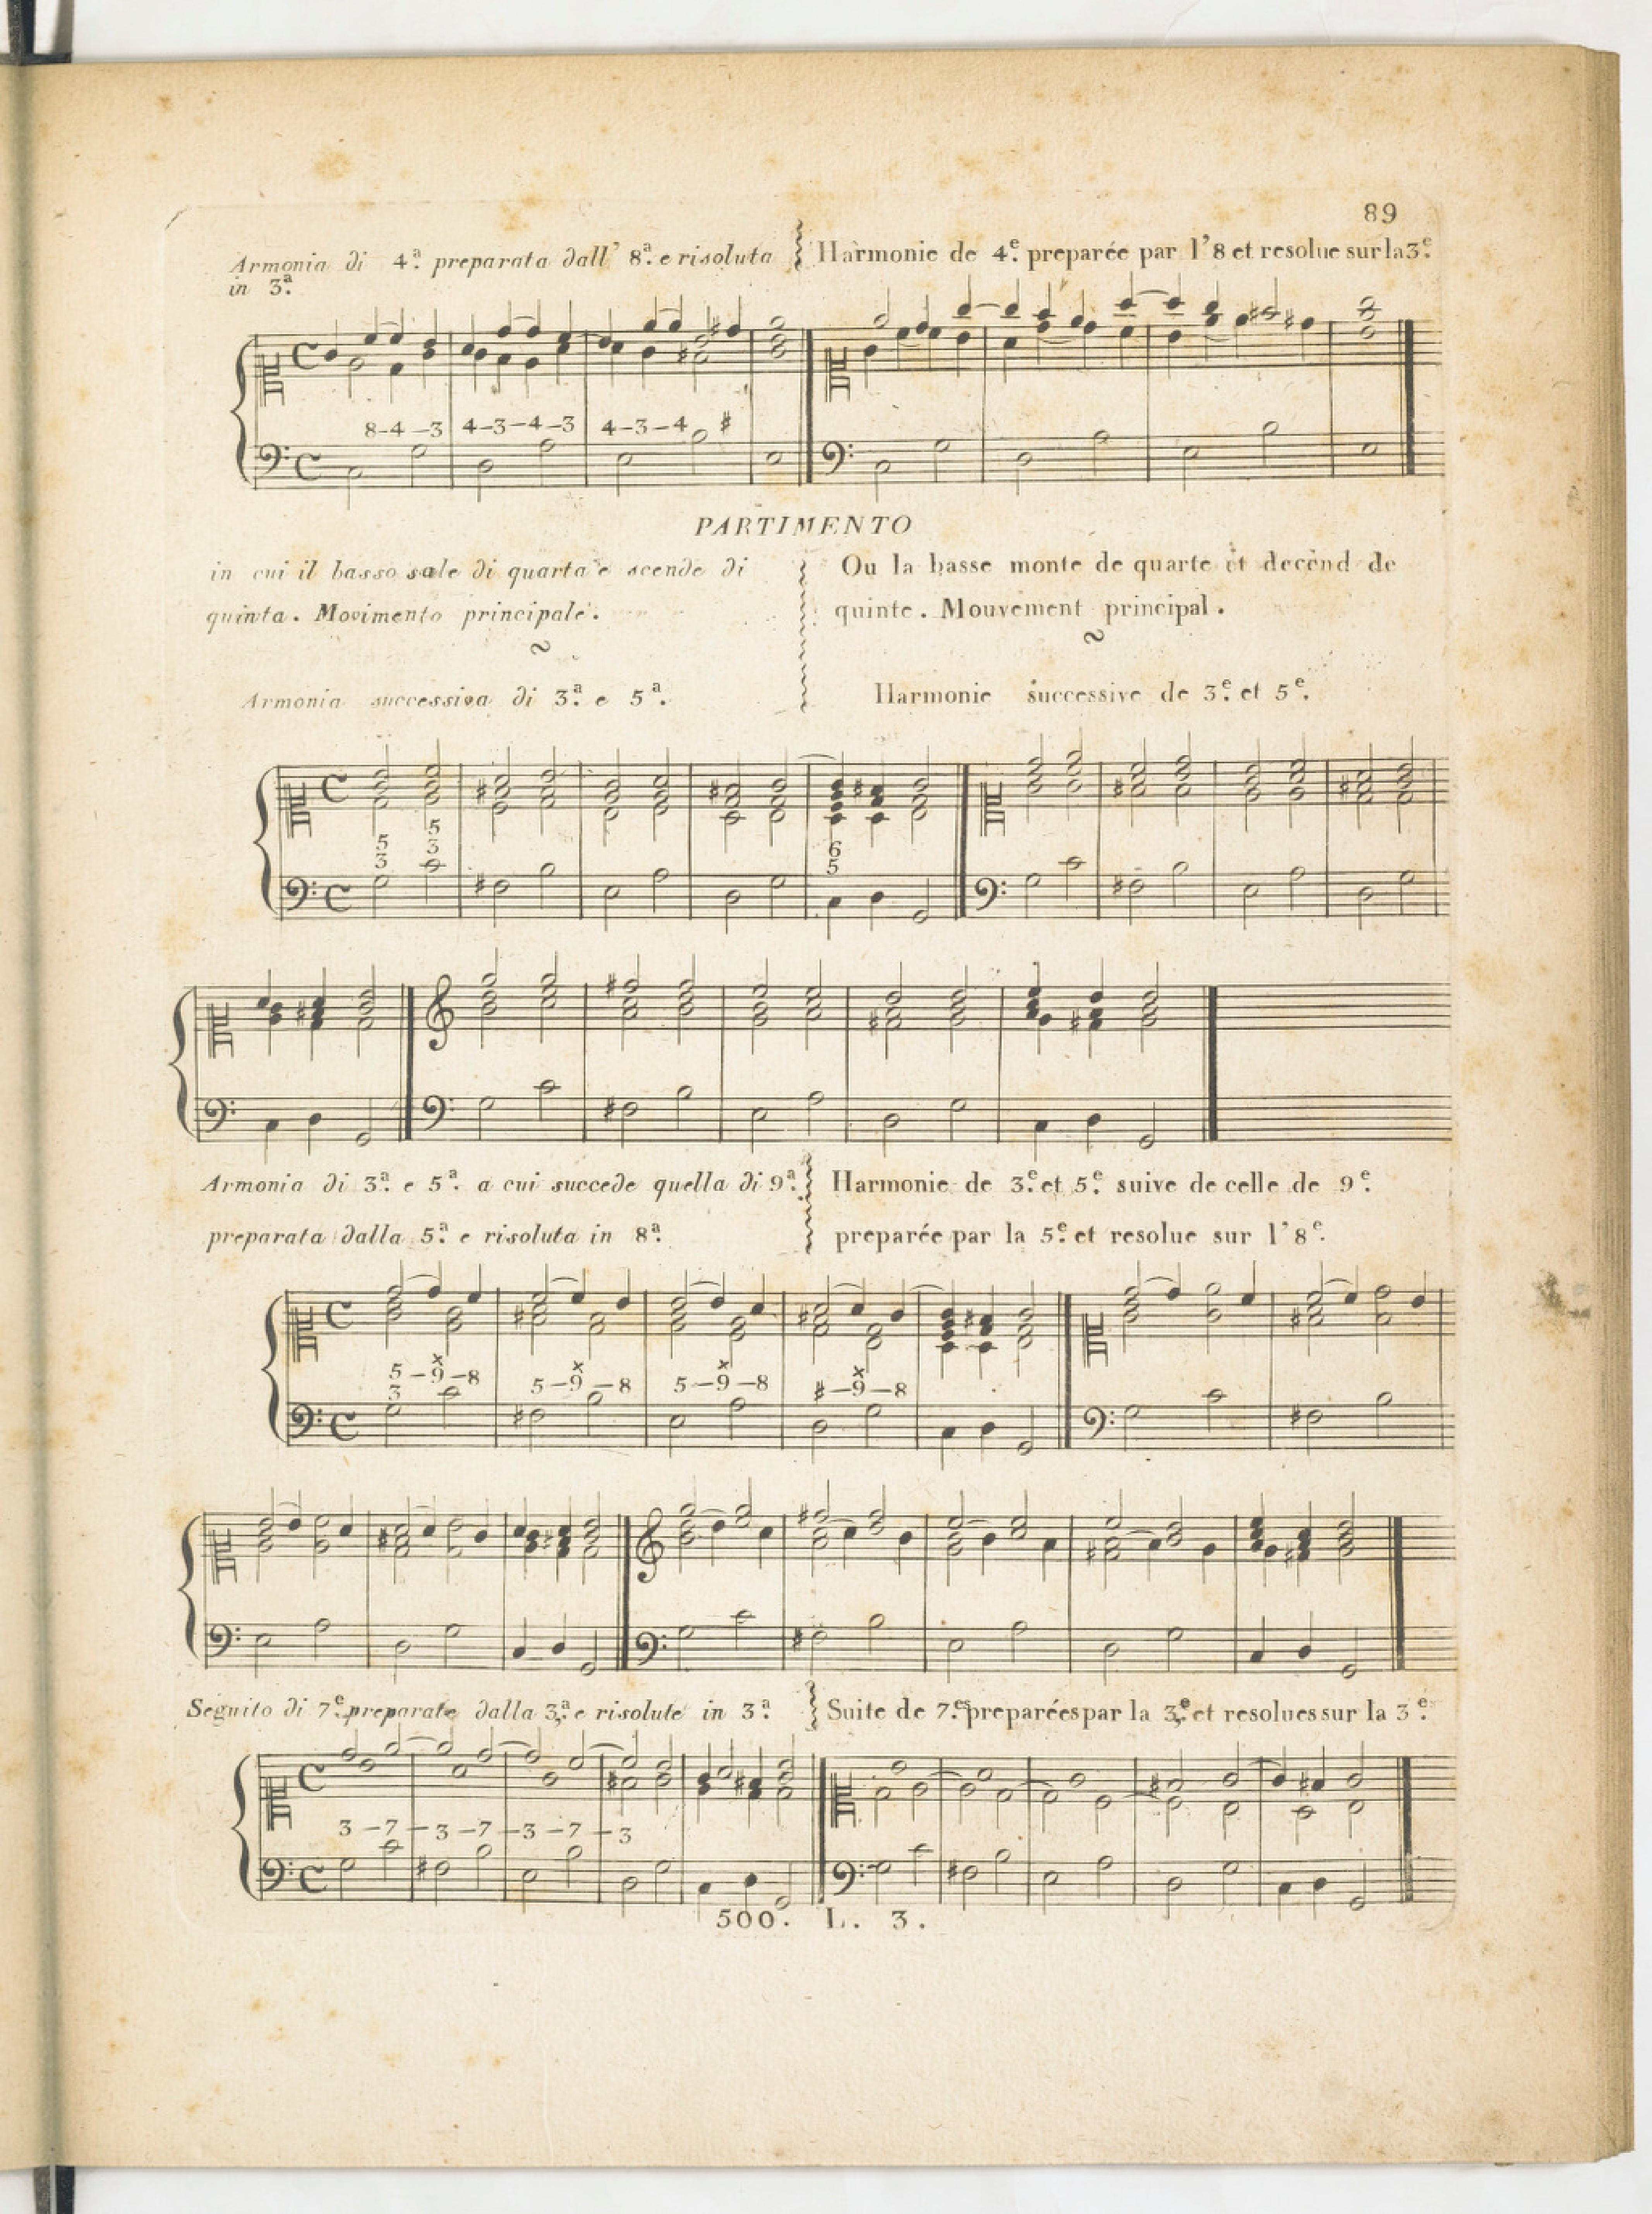 89
Armonia di 4.ª preparata dall' 8.ª e risoluta
in 3.ª
Harmonie de 4.e preparée par l'8 et resolue sur la 3.e
8-4-3 4-3-4-3 4-3-4 #
PARTIMENTO
in cui il basso sale di quarta e scende di
quinta. Movimento principale.
Ou la basse monte de quarte et decend de
quinte. Mouvement principal.
Armonia successiva di 3.ª e 5.ª
Harmonie successive de 3.e et 5.e
5 5 6
3 3 5
Armonia di 3.ª e 5.ª a cui succede quella di 9.ª
preparata dalla 5.ª e risoluta in 8.ª
Harmonie de 3.e et 5.e suive de celle de 9.e
preparée par la 5.e et resolue sur l'8.e
x x x x
5-9-8 5-9-8 5-9-8 #-9-8
3
Seguito di 7.e preparate dalla 3.ª e risolute in 3.ª
Suite de 7.es preparées par la 3.e et resolues sur la 3.e
3-7-3-7-3-7-3
500. L. 3.